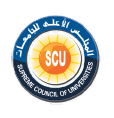 المجلس الأعلى للجامعات
SCU
SUPREME COUNCIL OF UNIVERSITIES